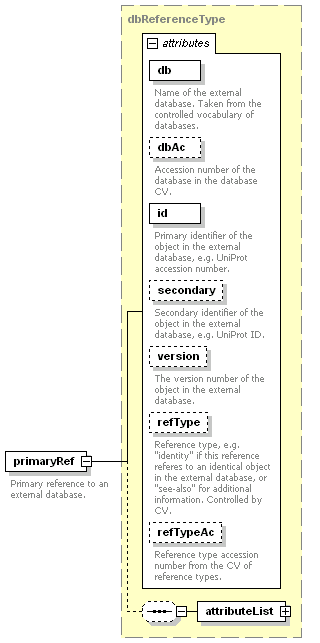 dbReferenceType
attributes
db
Name of the external
database. Taken from the
controlled vocabulary of
databases.
dbAc
Accession number of the
database in the database
CV.
id
Primary identifier of the
object in the external
database, e.g. UniProt
accession number.
secondary
Secondary identifier of the
object in the external
database, e.g. UniProt ID.
version
The version number of the
object in the external
database.
refType
Reference type, e.g.
"identity" if this reference
referes to an identical object
in the external database, or
"see-also" for additional
information. Controlled by
CV.
refTypeAc
Reference type accession
number from the CV of
reference types.
primaryRef
Primary reference to an
external database.
attributeList